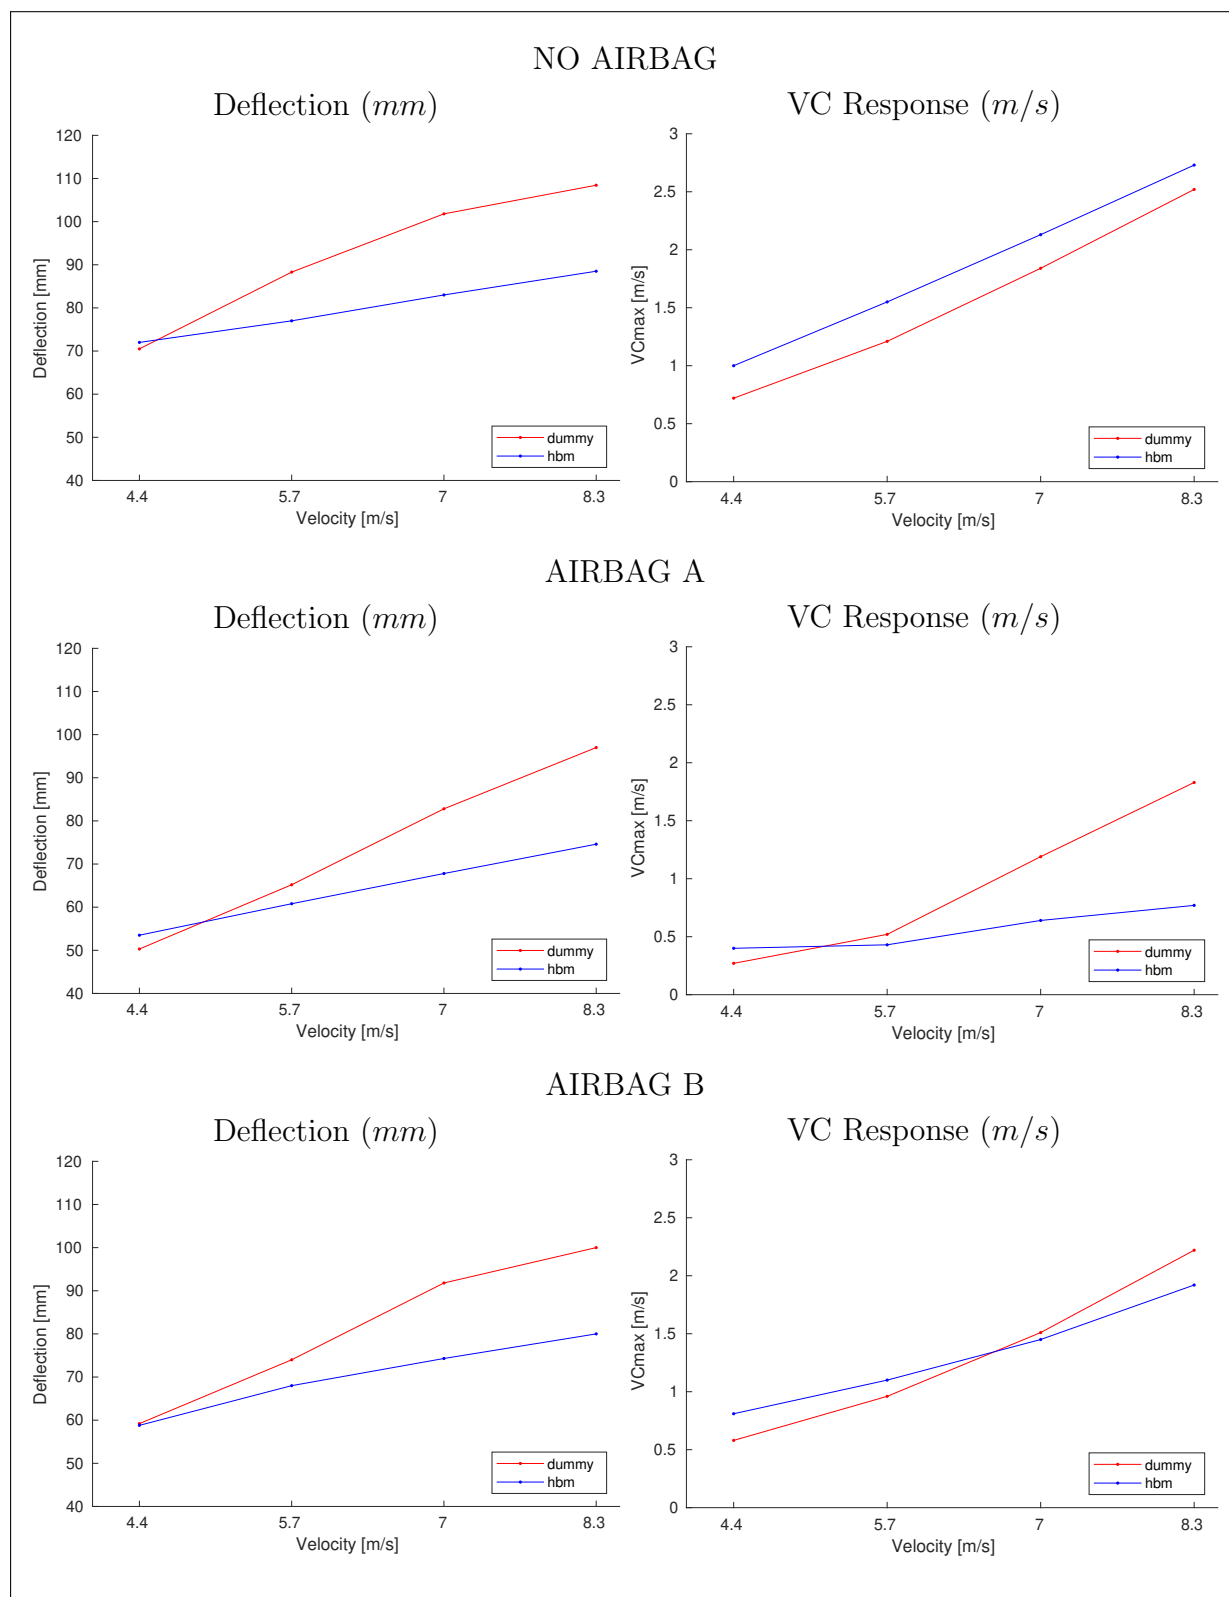 NO AIRBAG
Deflection (mm)
120
110
100
90
80
70
60
50
40
Deflection [mm]
4.4 5.7 7 8.3
Velocity [m/s]
dummy
hbm
VC Response (m/s)
3
2.5
2
1.5
1
0.5
0
VCmax [m/s]
4.4 5.7 7 8.3
Velocity [m/s]
dummy
hbm
AIRBAG A
Deflection (mm)
120
110
100
90
80
70
60
50
40
Deflection [mm]
4.4 5.7 7 8.3
Velocity [m/s]
dummy
hbm
VC Response (m/s)
3
2.5
2
1.5
1
0.5
0
VCmax [m/s]
4.4 5.7 7 8.3
Velocity [m/s]
dummy
hbm
AIRBAG B
Deflection (mm)
120
110
100
90
80
70
60
50
40
Deflection [mm]
4.4 5.7 7 8.3
Velocity [m/s]
dummy
hbm
VC Response (m/s)
3
2.5
2
1.5
1
0.5
0
VCmax [m/s]
4.4 5.7 7 8.3
Velocity [m/s]
dummy
hbm